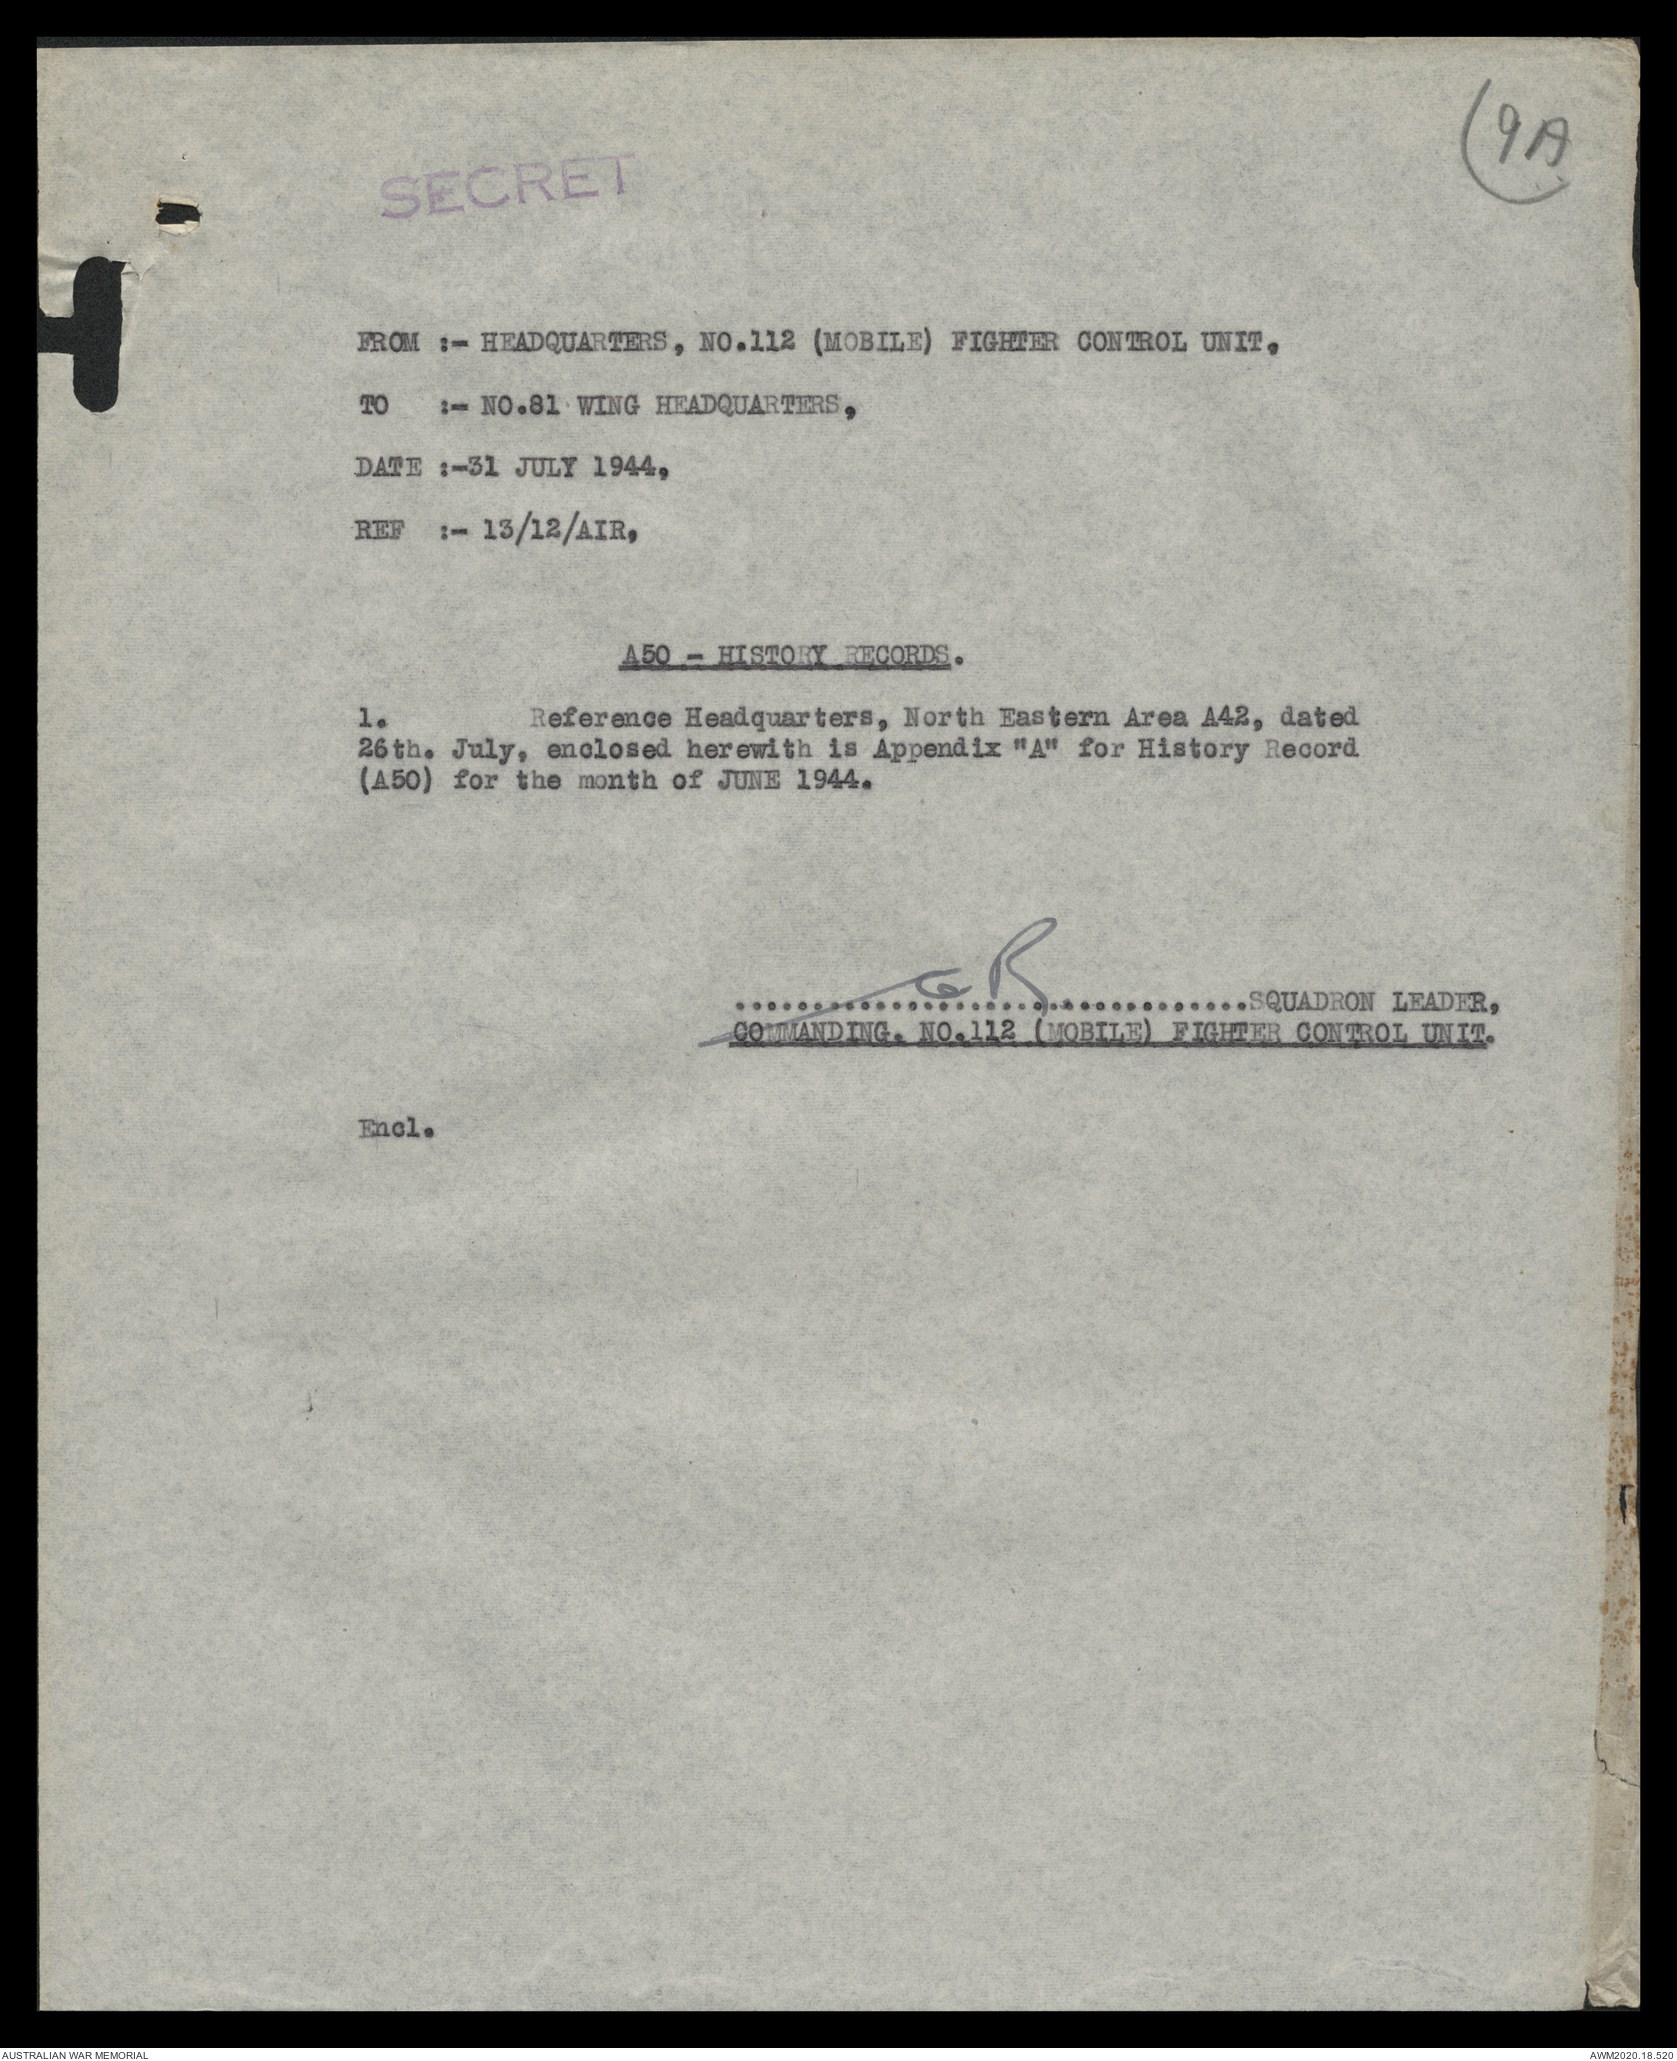 9A
SECRET
FROM :- HEADQUARTERS, NO.112 (MOBILE) FIGHTER CONTROL UNIT,
TO :- NO.81 WING HEADQUARTERS,
DATE :-31 JULY 1944,
REF :- 13/12/AIR,
A50 - HISTORY RECORDS.
1. Reference Headquarters, North Eastern Area A42, dated
26th. July, enclosed herewith is Appendix "A" for History Record
(A50) for the month of JUNE 1944.
.................................SQUADRON LEADER,
COMMANDING. NO.112 (MOBILE) FIGHTER CONTROL UNIT.
Encl.
AUSTRALIAN WAR MEMORIAL
AWM2020.18.520